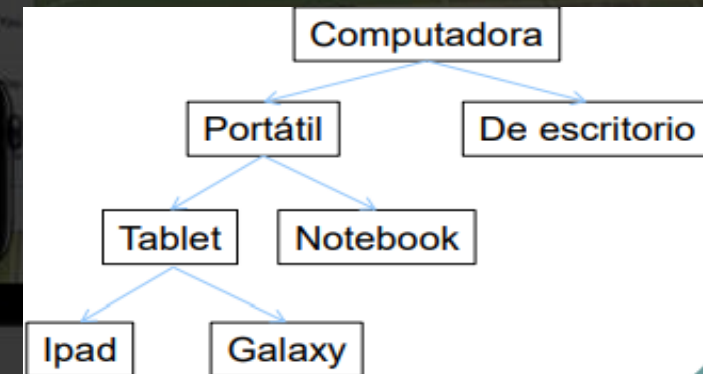 Computadora
Portátil
De escritorio
Tablet
Notebook
Ipad
Galaxy